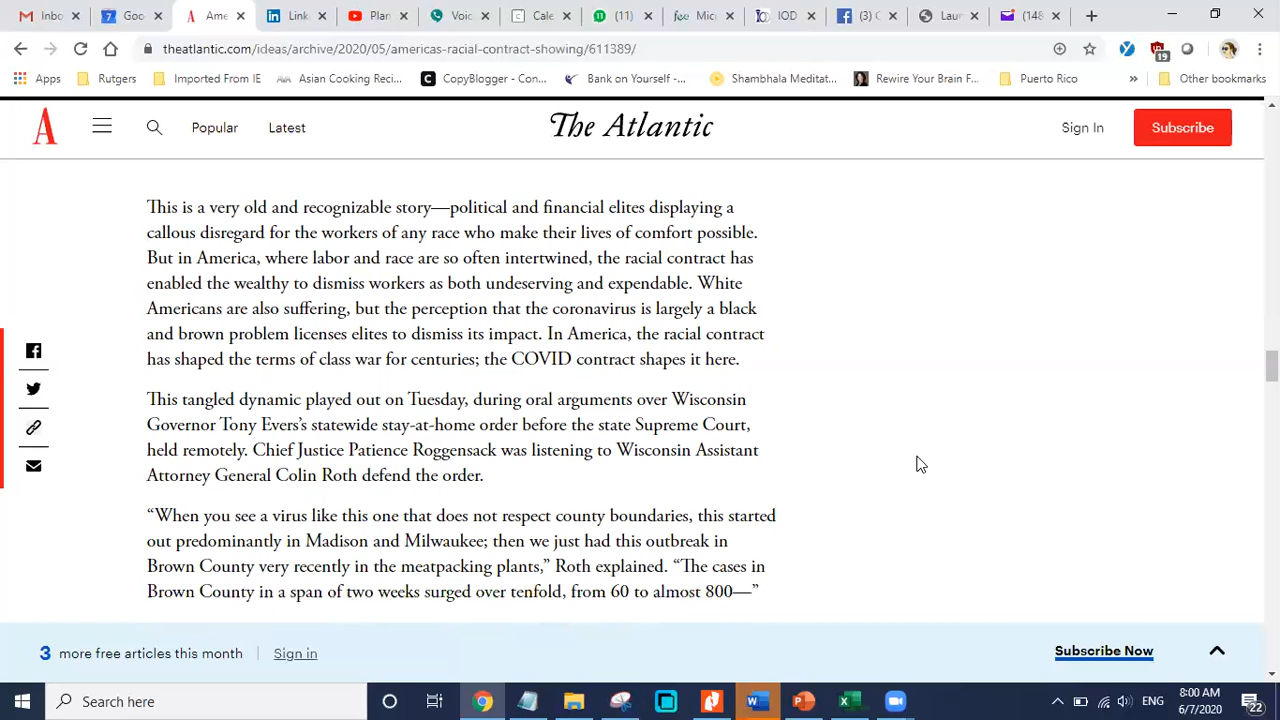 Inbo
Goo
Ame
Link
Plan
Voic
Cale
(11)
Micr
IOD
(3) C
Laun
(148
theatlantic.com/ideas/archive/2020/05/americas-racial-contract-showing/611389/
19
Apps
Rutgers
Imported From IE
Asian Cooking Reci...
CopyBlogger - Con...
Bank on Yourself -...
Shambhala Meditat...
Rewire Your Brain F...
Puerto Rico
»
Other bookmarks
A
Popular
Latest
The Atlantic
Sign In
Subscribe
This is a very old and recognizable story—political and financial elites displaying a
callous disregard for the workers of any race who make their lives of comfort possible.
But in America, where labor and race are so often intertwined, the racial contract has
enabled the wealthy to dismiss workers as both undeserving and expendable. White
Americans are also suffering, but the perception that the coronavirus is largely a black
and brown problem licenses elites to dismiss its impact. In America, the racial contract
has shaped the terms of class war for centuries; the COVID contract shapes it here.
This tangled dynamic played out on Tuesday, during oral arguments over Wisconsin
Governor Tony Evers’s statewide stay-at-home order before the state Supreme Court,
held remotely. Chief Justice Patience Roggensack was listening to Wisconsin Assistant
Attorney General Colin Roth defend the order.
“When you see a virus like this one that does not respect county boundaries, this started
out predominantly in Madison and Milwaukee; then we just had this outbreak in
Brown County very recently in the meatpacking plants,” Roth explained. “The cases in
Brown County in a span of two weeks surged over tenfold, from 60 to almost 800—”
3 more free articles this month
Sign in
Subscribe Now
Search here
ENG
8:00 AM
6/7/2020
22